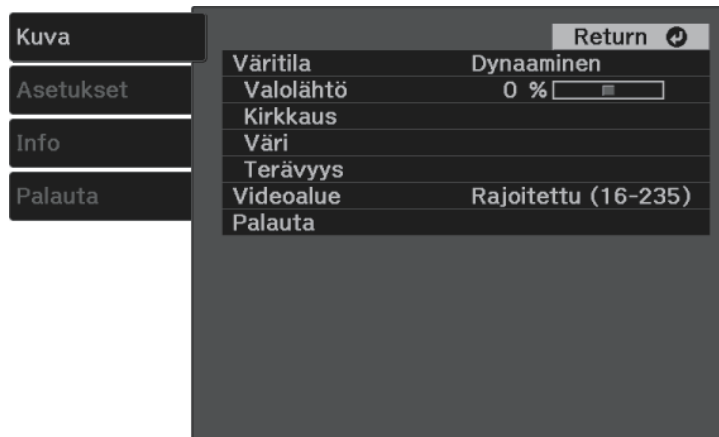 Kuva
Asetukset
Info
Palauta
Return
Väritila Dynaaminen
Valolähtö 0 %
Kirkkaus
Väri
Terävyys
Videoalue Rajoitettu (16-235)
Palauta